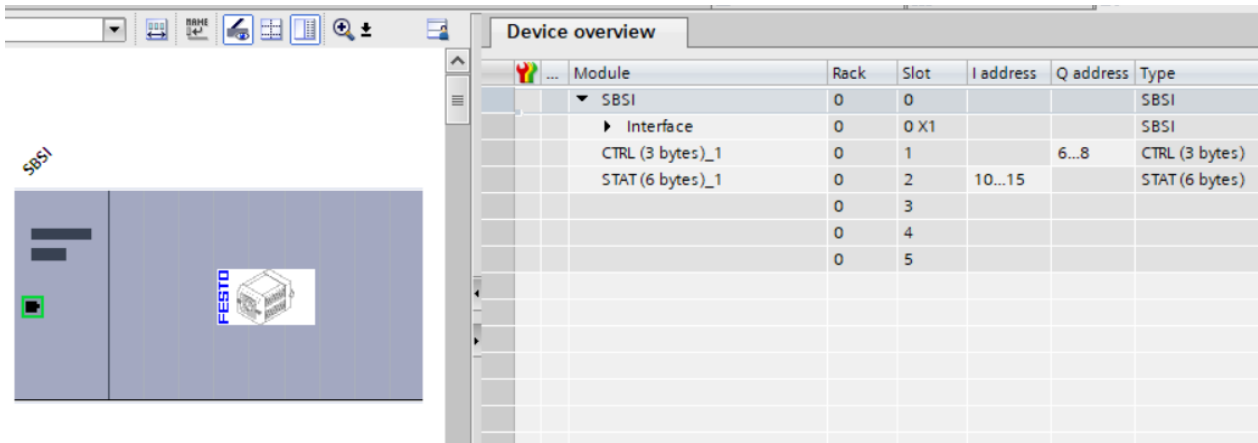 NAME
Device overview
... Module Rack Slot I address Q address Type
SBSI 0 0 SBSI
Interface 0 0 X1 SBSI
CTRL (3 bytes)_1 0 1 6...8 CTRL (3 bytes)
STAT (6 bytes)_1 0 2 10...15 STAT (6 bytes)
0 3
0 4
0 5
SBSI
FESTO